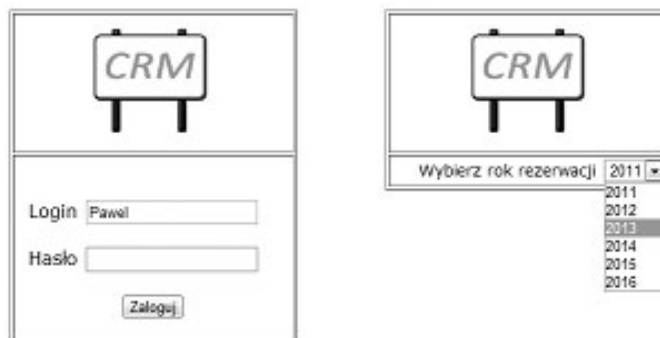 CRM
Login Pawel
Hasło
Zaloguj
CRM
Wybierz rok rezerwacji 2011
2011
2012
2013
2014
2015
2016